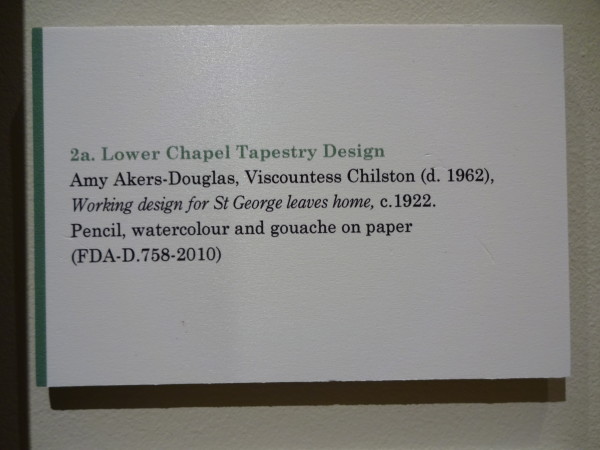 2a. Lower Chapel Tapestry Design
Amy Akers-Douglas, Viscountess Chilston (d. 1962),
Working design for St George leaves home, c.1922.
Pencil, watercolour and gouache on paper
(FDA-D.758-2010)